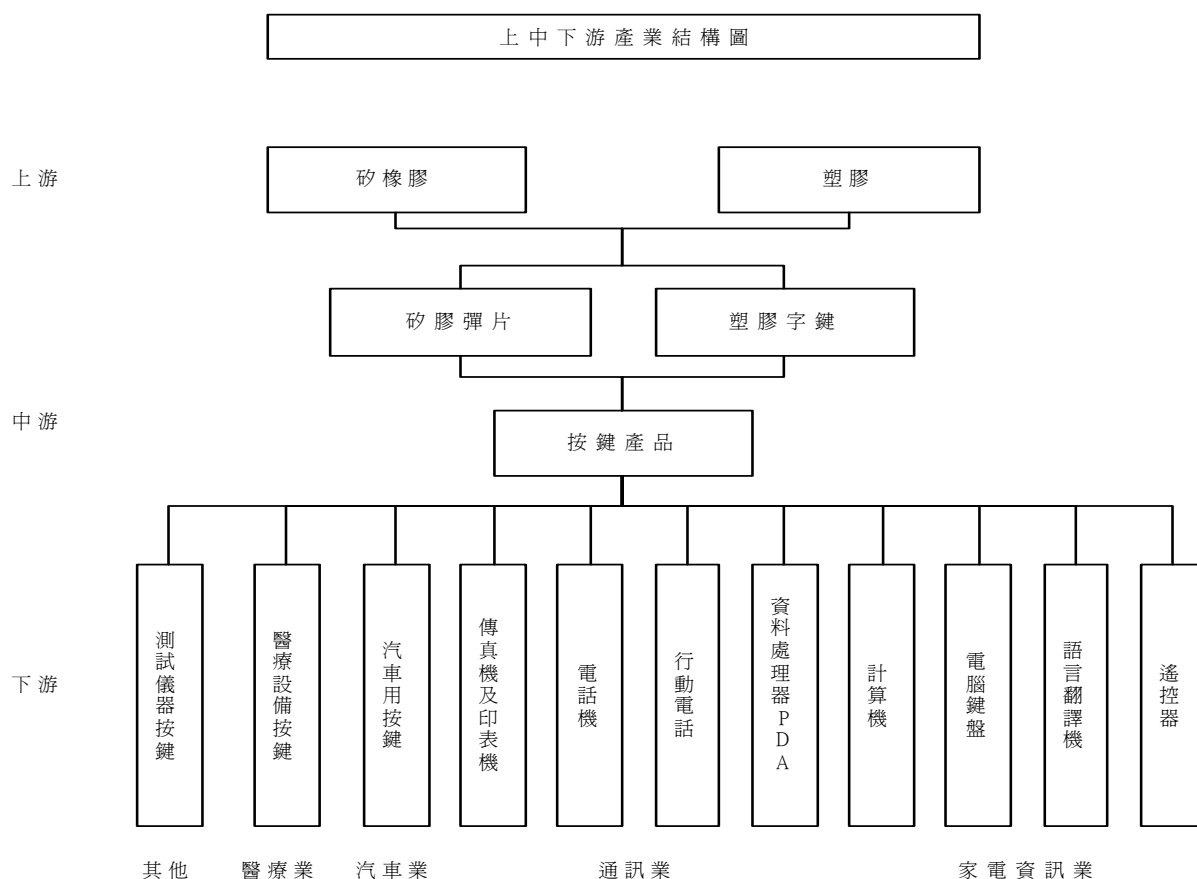 上中下游產業結構圖
上游
矽橡膠
塑膠
矽膠彈片
塑膠字鍵
中游
按鍵產品
下游
測試儀器按鍵
醫療設備按鍵
汽車用按鍵
傳真機及印表機
電話機
行動電話
資料處理器PDA
計算機
電腦鍵盤
語言翻譯機
遙控器
其他
醫療業
汽車業
通訊業
家電資訊業